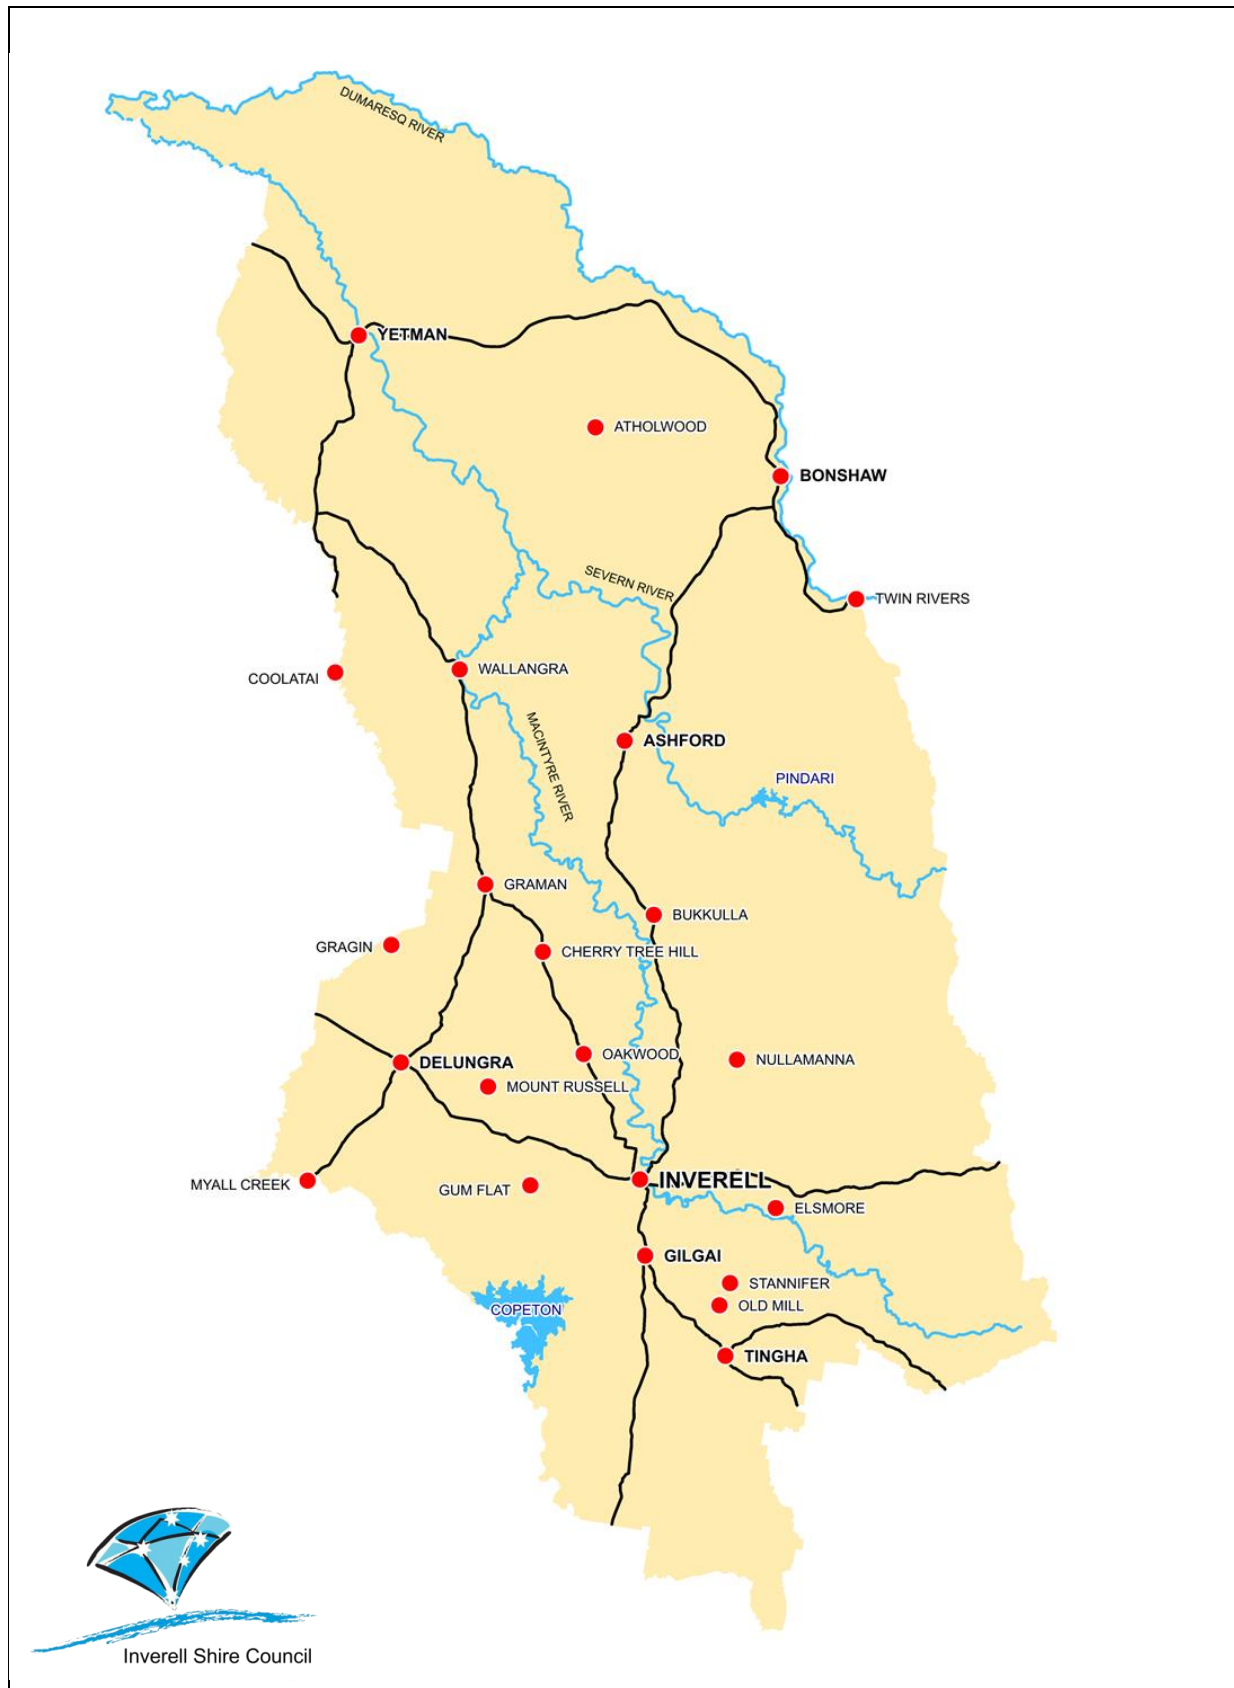 DUMARESQ RIVER
YETMAN
ATHOLWOOD
BONSHAW
SEVERN RIVER
TWIN RIVERS
WALLANGRA
COOLATAI
MACINTYRE RIVER
ASHFORD
PINDARI
GRAMAN
BUKKULLA
GRAGIN
CHERRY TREE HILL
OAKWOOD
NULLAMANNA
DELUNGRA
MOUNT RUSSELL
INVERELL
MYALL CREEK
GUM FLAT
ELSMORE
GILGAI
STANNIFER
OLD MILL
COPETON
TINGHA
Inverell Shire Council